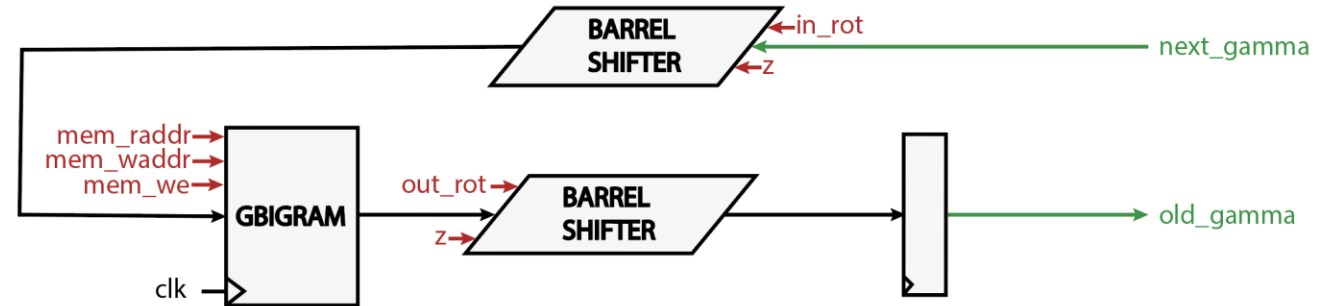 BARREL
SHIFTER
in_rot
next_gamma
z
mem_raddr
mem_waddr
mem_we
GBIGRAM
clk
out_rot
z
BARREL
SHIFTER
old_gamma